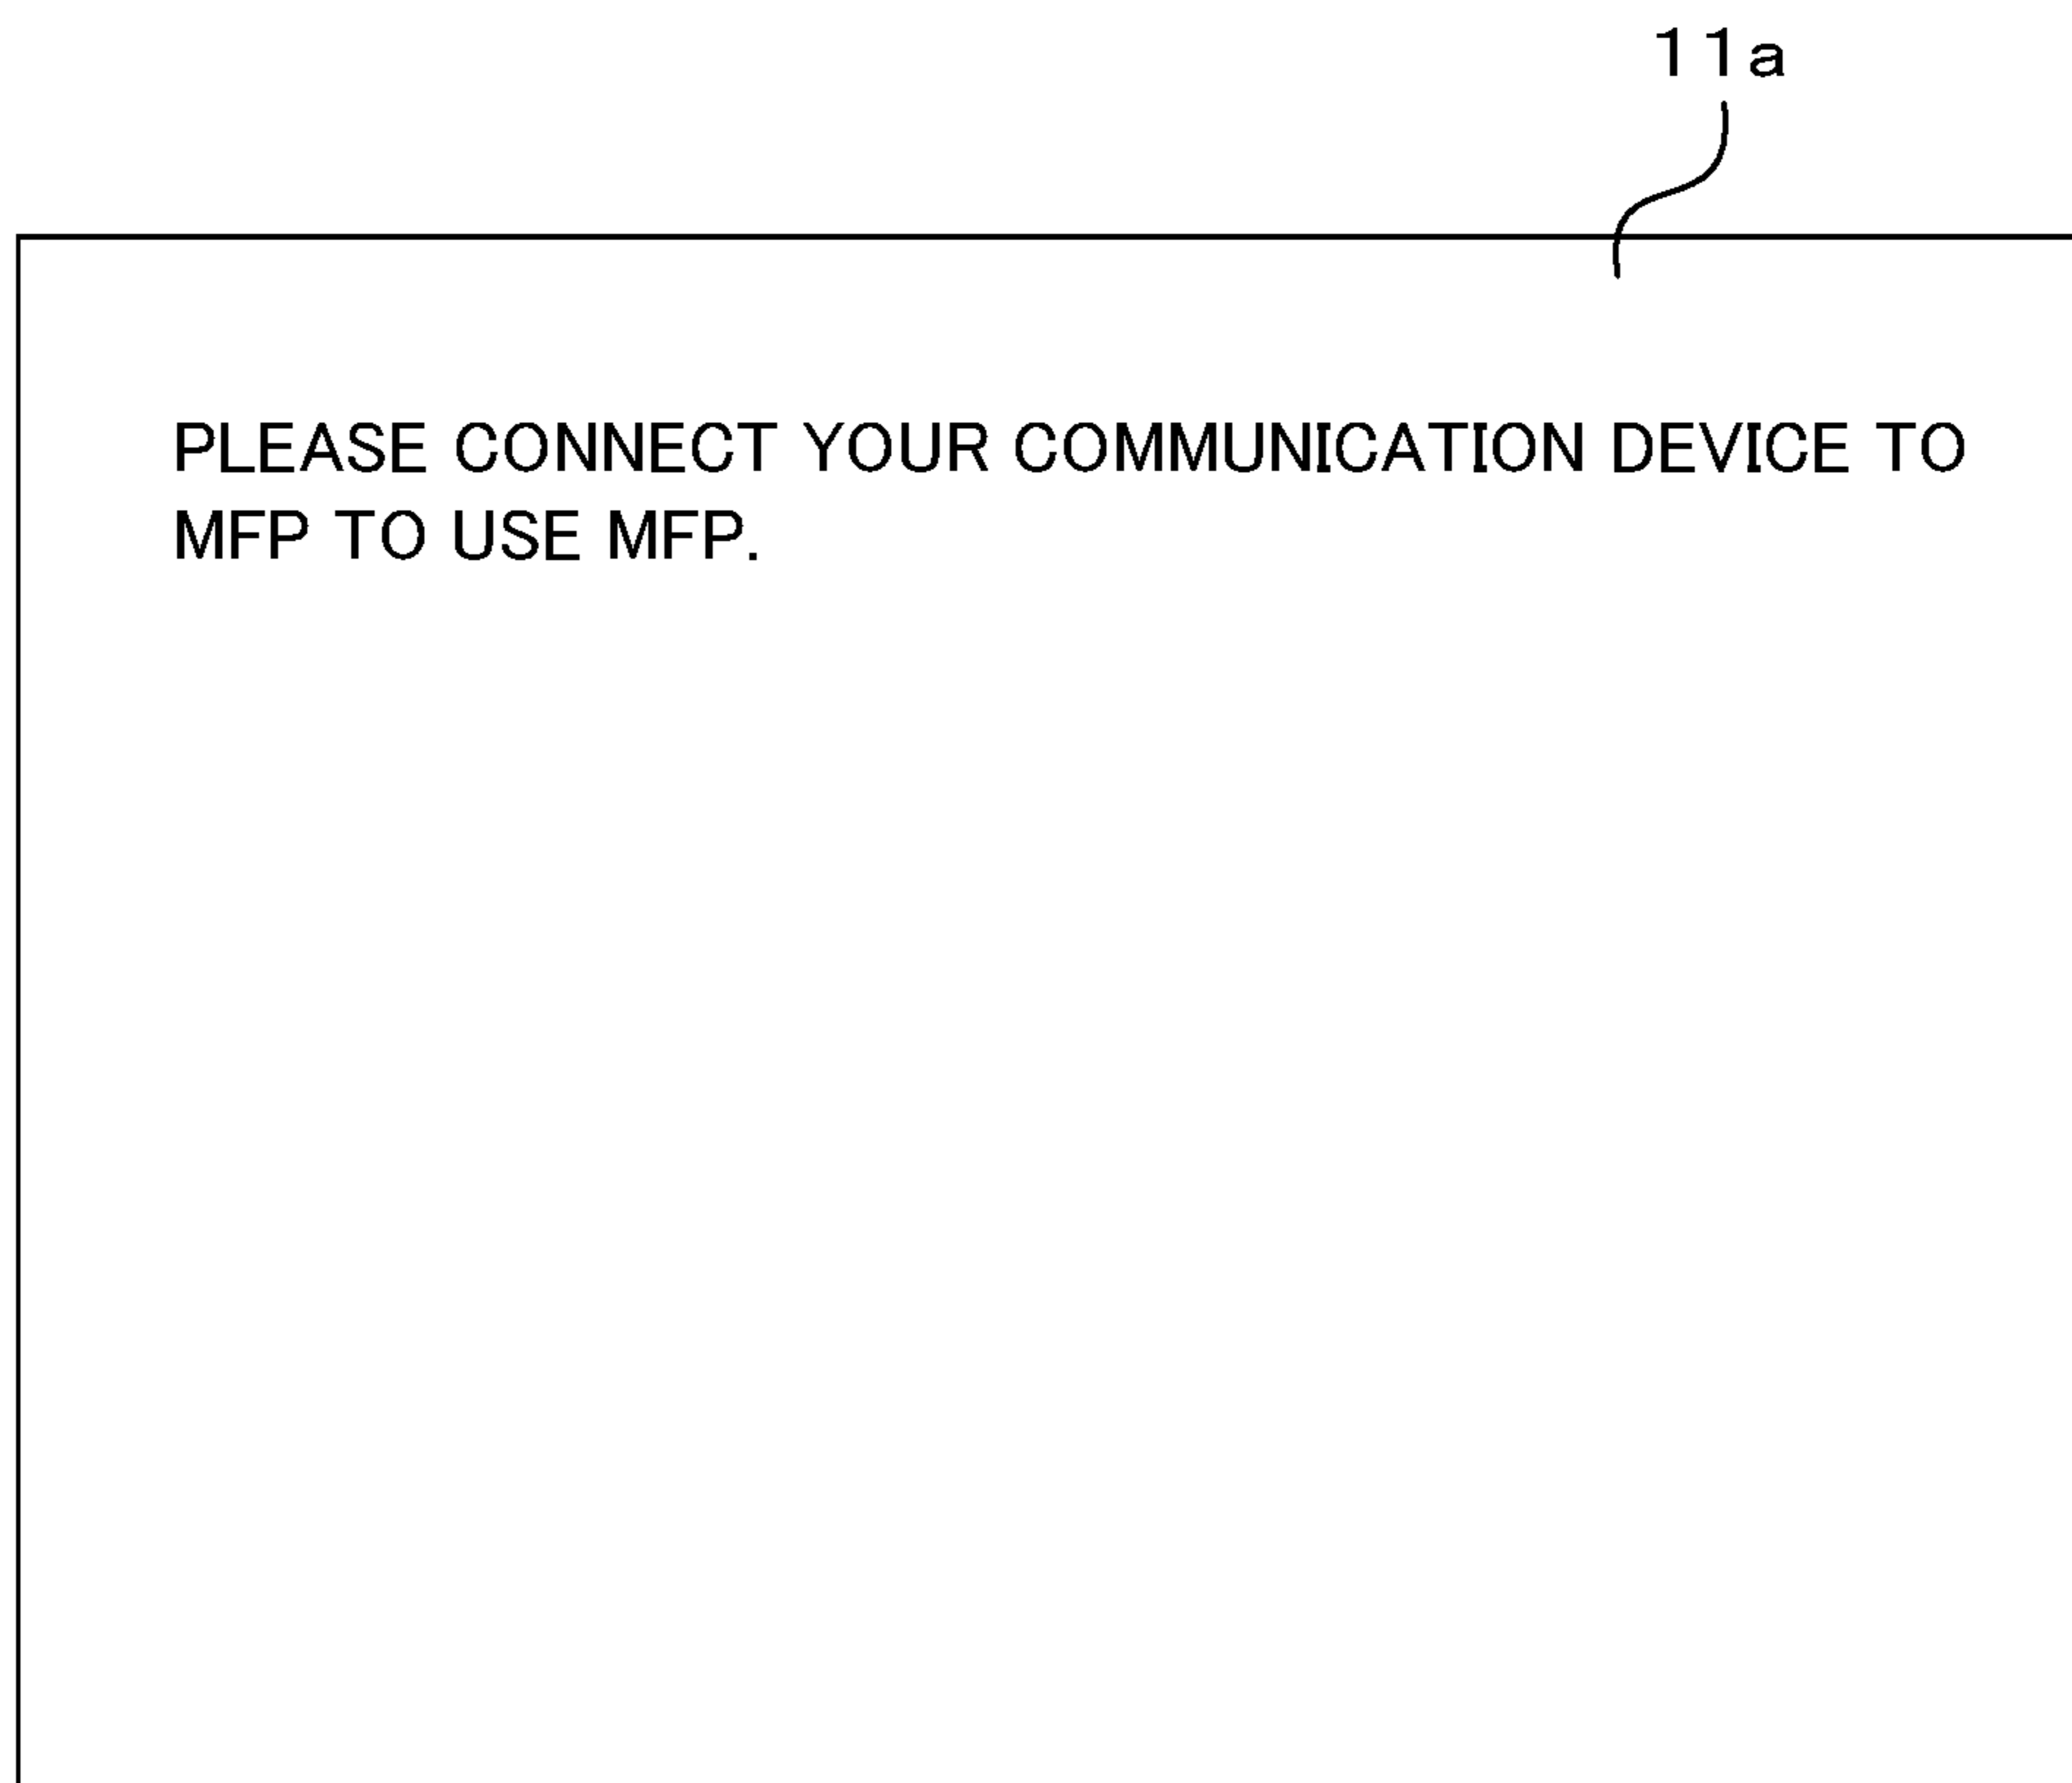 11a
PLEASE CONNECT YOUR COMMUNICATION DEVICE TO
MFP TO USE MFP.